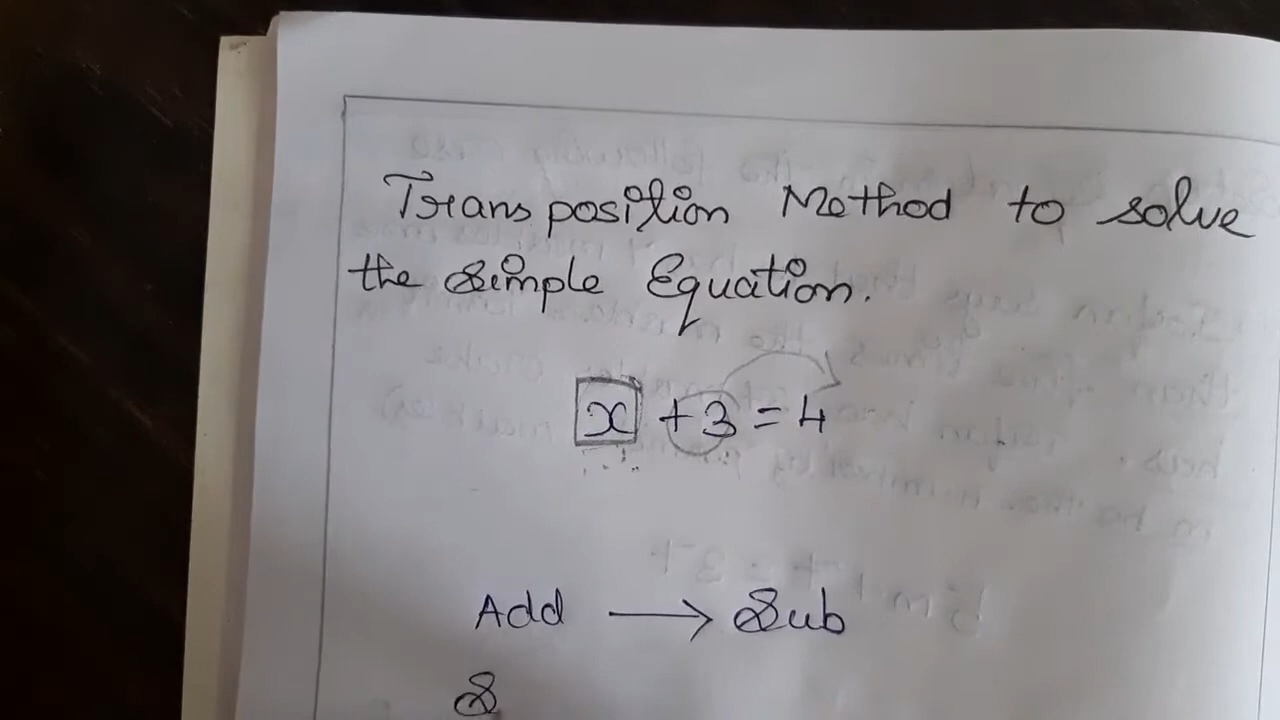 Transposition Method to solve
the simple Equation.
x + 3 = 4
Add → Sub
S